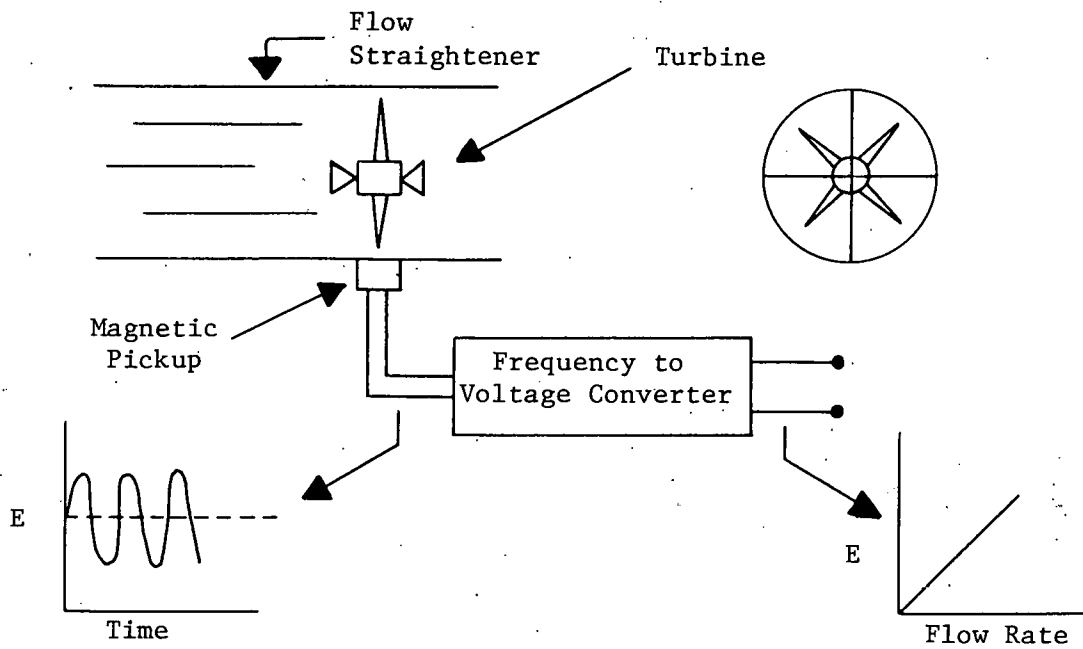 Flow
Straightener
Turbine
Magnetic
Pickup
Frequency to
Voltage Converter
E
Time
E
Flow Rate